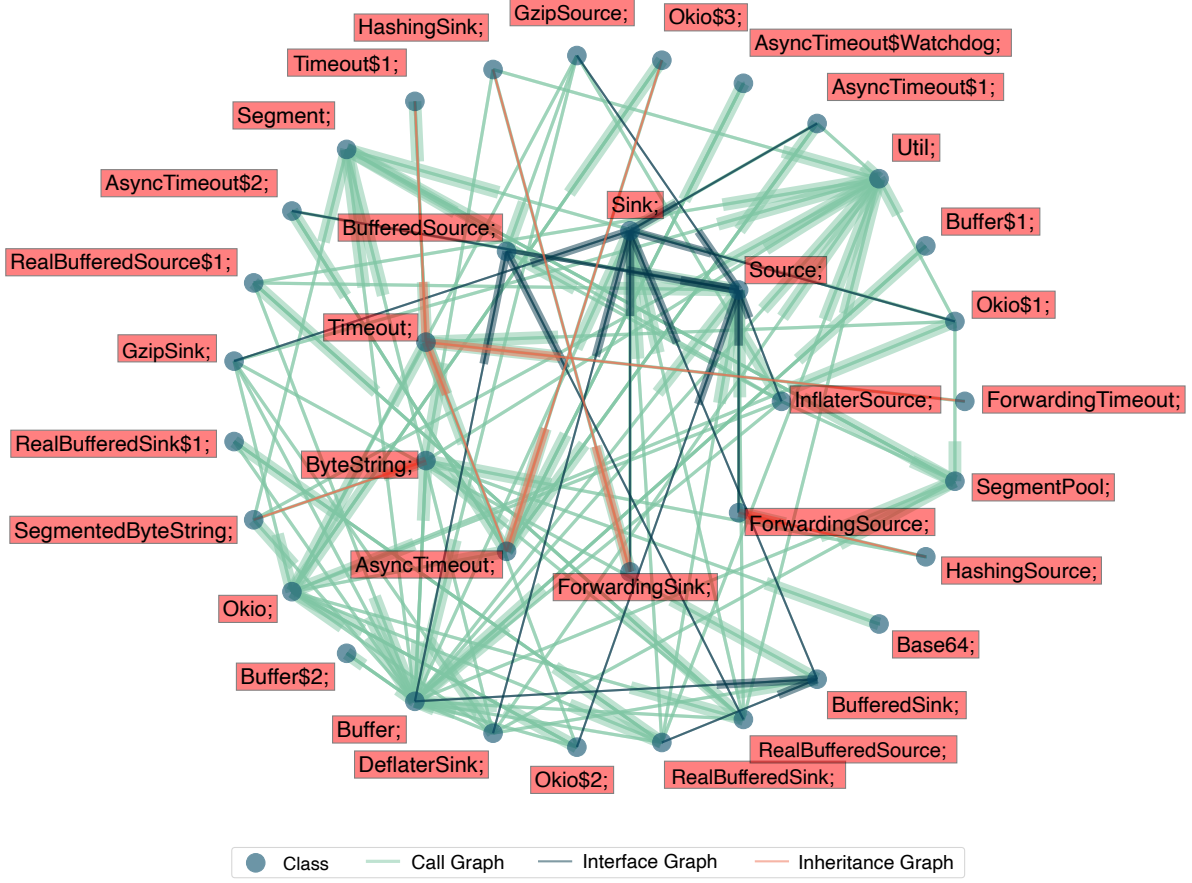 GzipSource;
Okio$3;
HashingSink;
AsyncTimeout$Watchdog;
Timeout$1;
AsyncTimeout$1;
Segment;
Util;
AsyncTimeout$2;
Sink;
Buffer$1;
BufferedSource;
RealBufferedSource$1;
Source;
Okio$1;
Timeout;
GzipSink;
InflaterSource;
ForwardingTimeout;
RealBufferedSink$1;
ByteString;
SegmentPool;
SegmentedByteString;
ForwardingSource;
AsyncTimeout;
HashingSource;
ForwardingSink;
Okio;
Base64;
Buffer$2;
BufferedSink;
Buffer;
RealBufferedSource;
DeflaterSink;
RealBufferedSink;
Okio$2;
Class Call Graph Interface Graph Inheritance Graph